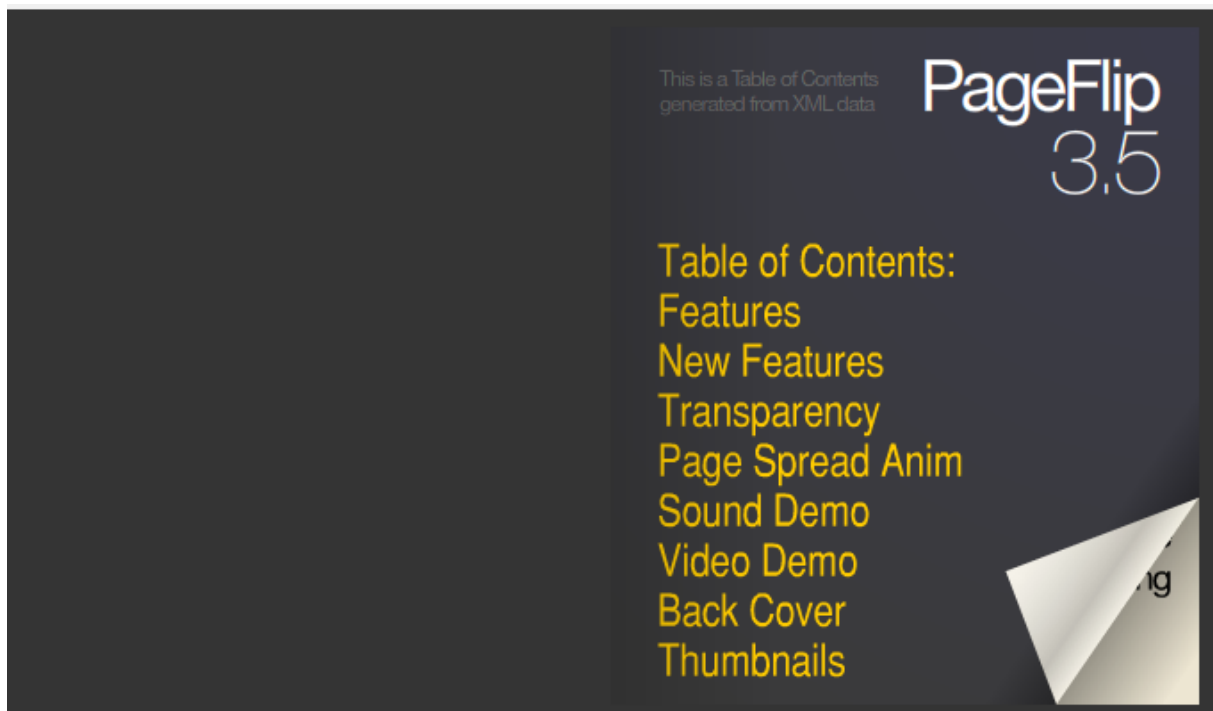 This is a Table of Contents
generated from XML data
PageFlip
3.5
Table of Contents:
Features
New Features
Transparency
Page Spread Anim
Sound Demo
Video Demo
Back Cover
Thumbnails